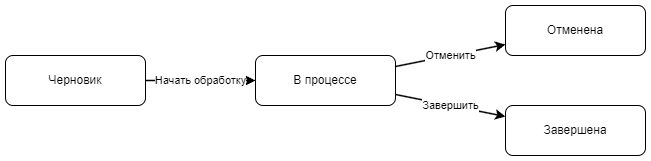 Черновик
Начать обработку
В процессе
Отменить
Отменена
Завершить
Завершена